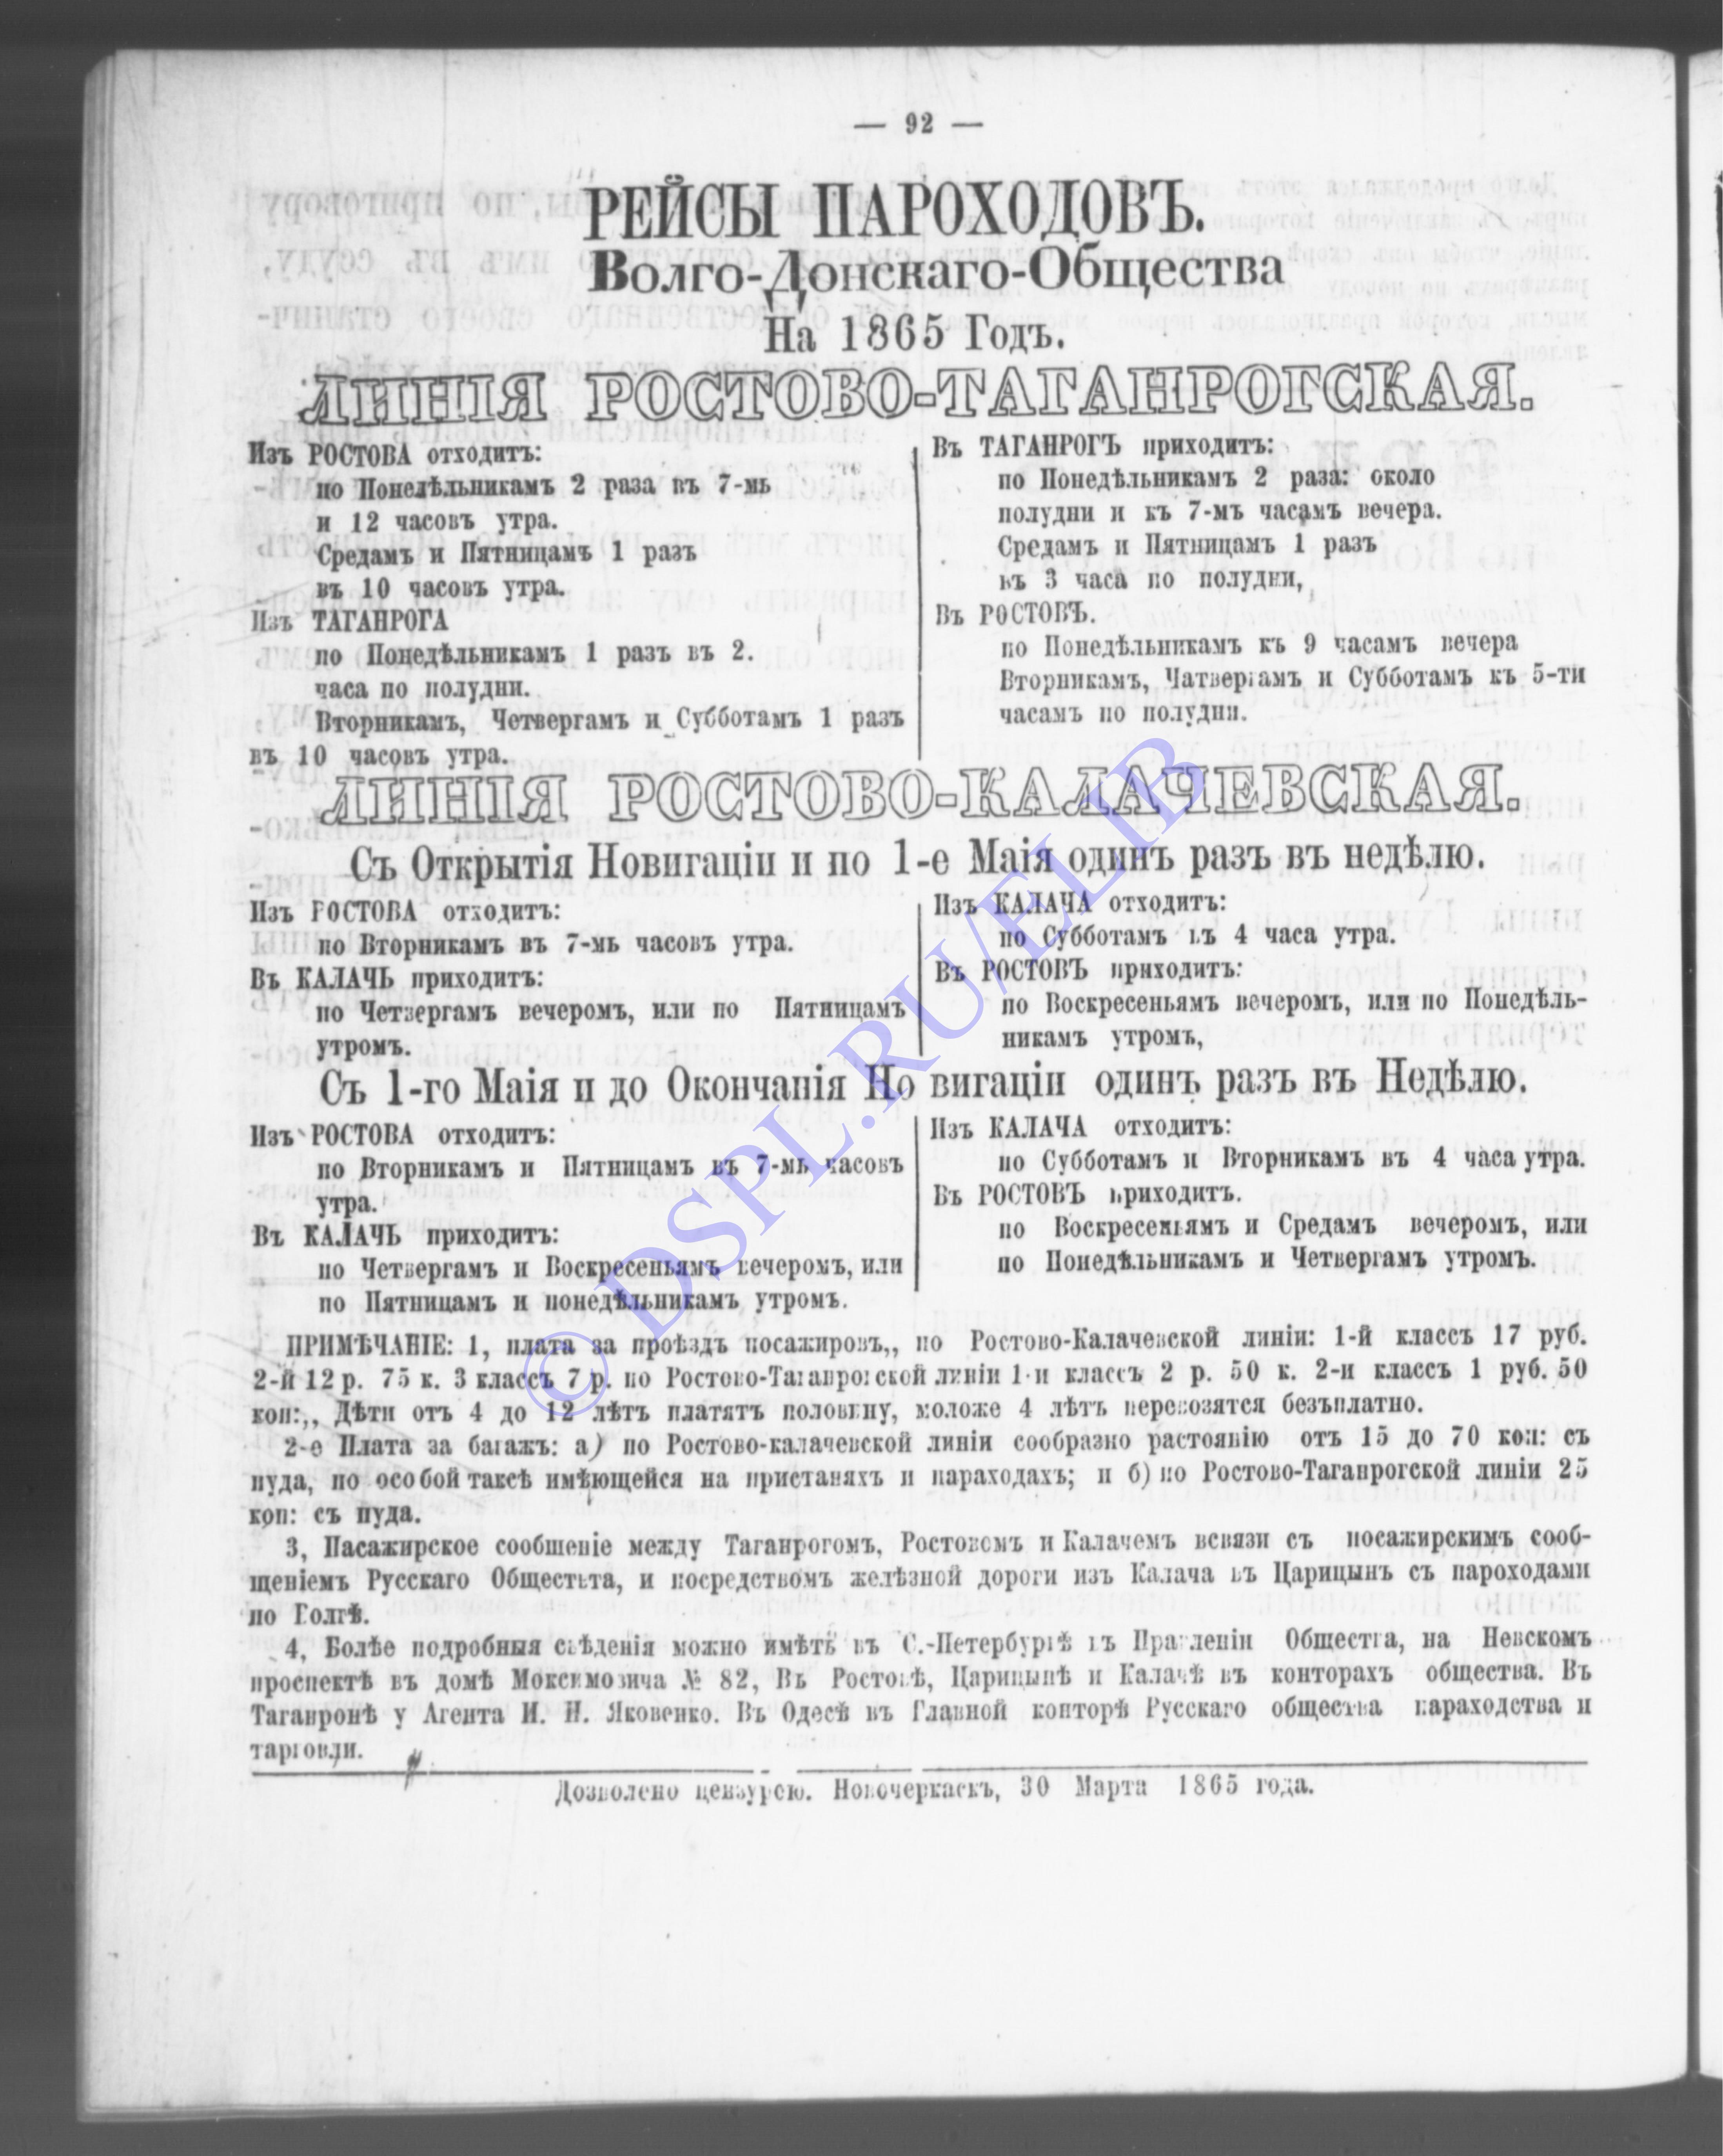 — 92 —
РЕЙСЫ ПАРОХОДОВЪ.
Волго-Донскаго-Общества
На 1865 Годъ.
ЛИНІЯ РОСТОВО-ТАГАНРОГСКАЯ.
Изъ РОСТОВА отходитъ:
по Понедѣльникамъ 2 раза въ 7-мь
и 12 часовъ утра.
Средамъ и Пятницамъ 1 разъ
въ 10 часовъ утра.
Изъ ТАГАНРОГА
по Понедѣльникамъ 1 разъ въ 2.
часа по полудни.
Вторникамъ, Четвергамъ и Субботамъ 1 разъ
въ 10 часовъ утра.
Въ ТАГАНРОГЪ приходитъ:
по Понедѣльникамъ 2 раза: около
полудни и къ 7-мъ часамъ вечера.
Средамъ и Пятницамъ 1 разъ
въ 3 часа по полудни,
Въ РОСТОВЪ.
по Понедѣльникамъ къ 9 часамъ вечера
Вторникамъ, Чатвергамъ и Субботамъ къ 5-ти
часамъ по полудни.
ЛИНІЯ РОСТОВО-КАЛАЧЕВСКАЯ.
Съ Открытія Новигаціи и по 1-е Маія одинъ разъ въ недѣлю.
Изъ РОСТОВА отходитъ:
по Вторникамъ въ 7-мь часовъ утра.
Въ КАЛАЧЬ приходитъ:
по Четвергамъ вечеромъ, или по Пятницамъ
утромъ.
Изъ КАЛАЧА отходитъ:
по Субботамъ въ 4 часа утра.
Въ РОСТОВЪ приходитъ:
по Воскресеньямъ вечеромъ, или по Понедѣль-
никамъ утромъ,
Съ 1-го Маія и до Окончанія Но вигаціи одинъ разъ въ Недѣлю.
Изъ РОСТОВА отходитъ:
по Вторникамъ и Пятницамъ въ 7-мь часовъ
утра.
Въ КАЛАЧЬ приходитъ:
по Четвергамъ и Воскресеньямъ вечеромъ, или
по Пятницамъ и понедѣльникамъ утромъ.
Изъ КАЛАЧА отходитъ:
по Субботамъ и Вторникамъ въ 4 часа утра.
Въ РОСТОВЪ приходитъ.
по Воскресеньямъ и Средамъ вечеромъ, или
по Понедѣльникамъ и Четвергамъ утромъ.
ПРИМѢЧАНІЕ: 1, плата за проѣздъ посажировъ,, по Ростово-Калачевской линіи: 1-й классъ 17 руб.
2-й 12 р. 75 к. 3 классъ 7 р. по Ростово-Таганрогской линіи 1-и классъ 2 р. 50 к. 2-и классъ 1 руб. 50
коп:,, Дѣти отъ 4 до 12 лѣтъ платятъ половину, моложе 4 лѣтъ перевозятся безъплатно.
2-е Плата за багажъ: а) по Ростово-калачевской линіи сообразно растоянію отъ 15 до 70 коп: съ
пуда, по особой таксѣ имѣющейся на пристаняхъ и параходахъ; и б) по Ростово-Таганрогской линіи 25
коп: съ пуда.
3, Пасажирское сообшеніе между Таганрогомъ, Ростовомъ и Калачемъ всвязи съ посажирскимъ сооб-
щеніемъ Русскаго Общества, и посредствомъ желѣзной дороги изъ Калача въ Царицынъ съ пароходами
по Волгѣ.
4, Болѣе подробныя свѣденія можно имѣть въ С.-Петербургѣ въ Правленіи Общества, на Невскомъ
проспектѣ въ домѣ Моксимовича № 82, Въ Ростовѣ, Царицынѣ и Калачѣ въ конторахъ общества. Въ
Таганронѣ у Агента И. Н. Яковенко. Въ Одесѣ въ Главной конторѣ Русскаго общества параходства и
тарговли.
Дозволено цензурою. Новочеркаскъ, 30 Марта 1865 года.
© DSPL.RU/ELIB